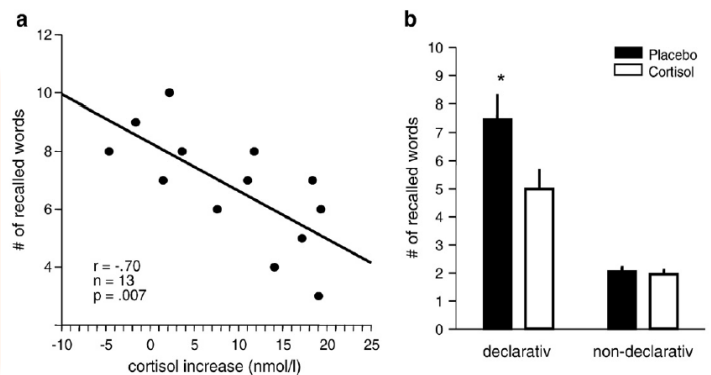 a
12
10
8
6
4
# of recalled words
r = -.70
n = 13
p = .007
-10 -5 0 5 10 15 20 25
cortisol increase (nmol/l)
b
10
9
8
7
6
5
4
3
2
1
0
# of recalled words
Placebo
Cortisol
*
declarativ non-declarativ